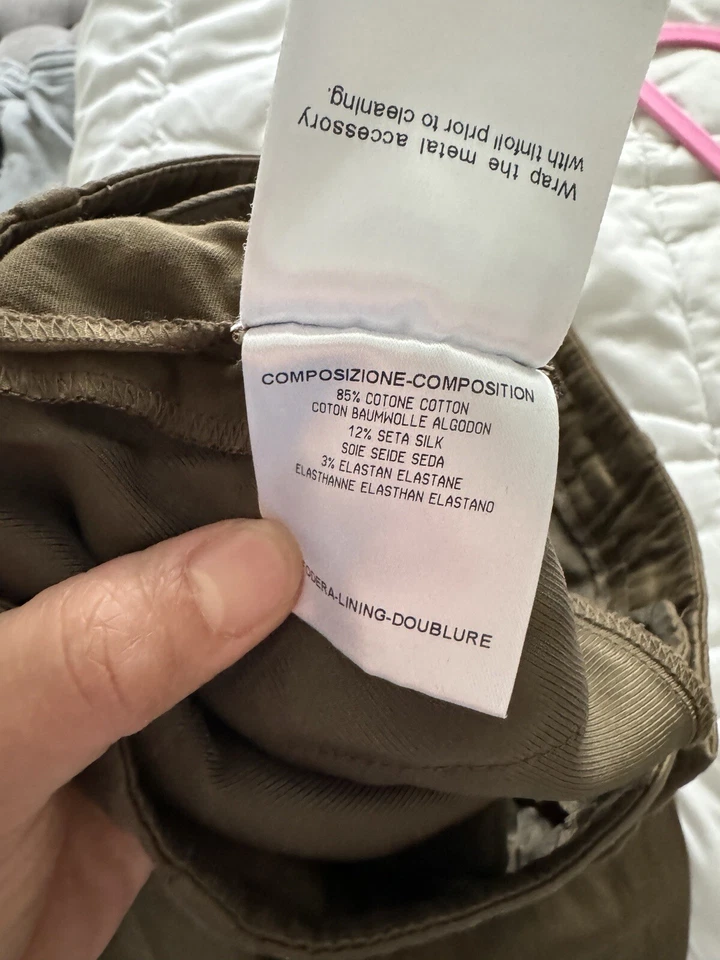 Wrap the metal accessory
with tinfoil prior to cleaning.
COMPOSIZIONE-COMPOSITION
85% COTONE COTTON
COTON BAUMWOLLE ALGODON
12% SETA SILK
SOIE SEIDE SEDA
3% ELASTAN ELASTANE
ELASTHANNE ELASTHAN ELASTANO
-LINING-DOUBLURE